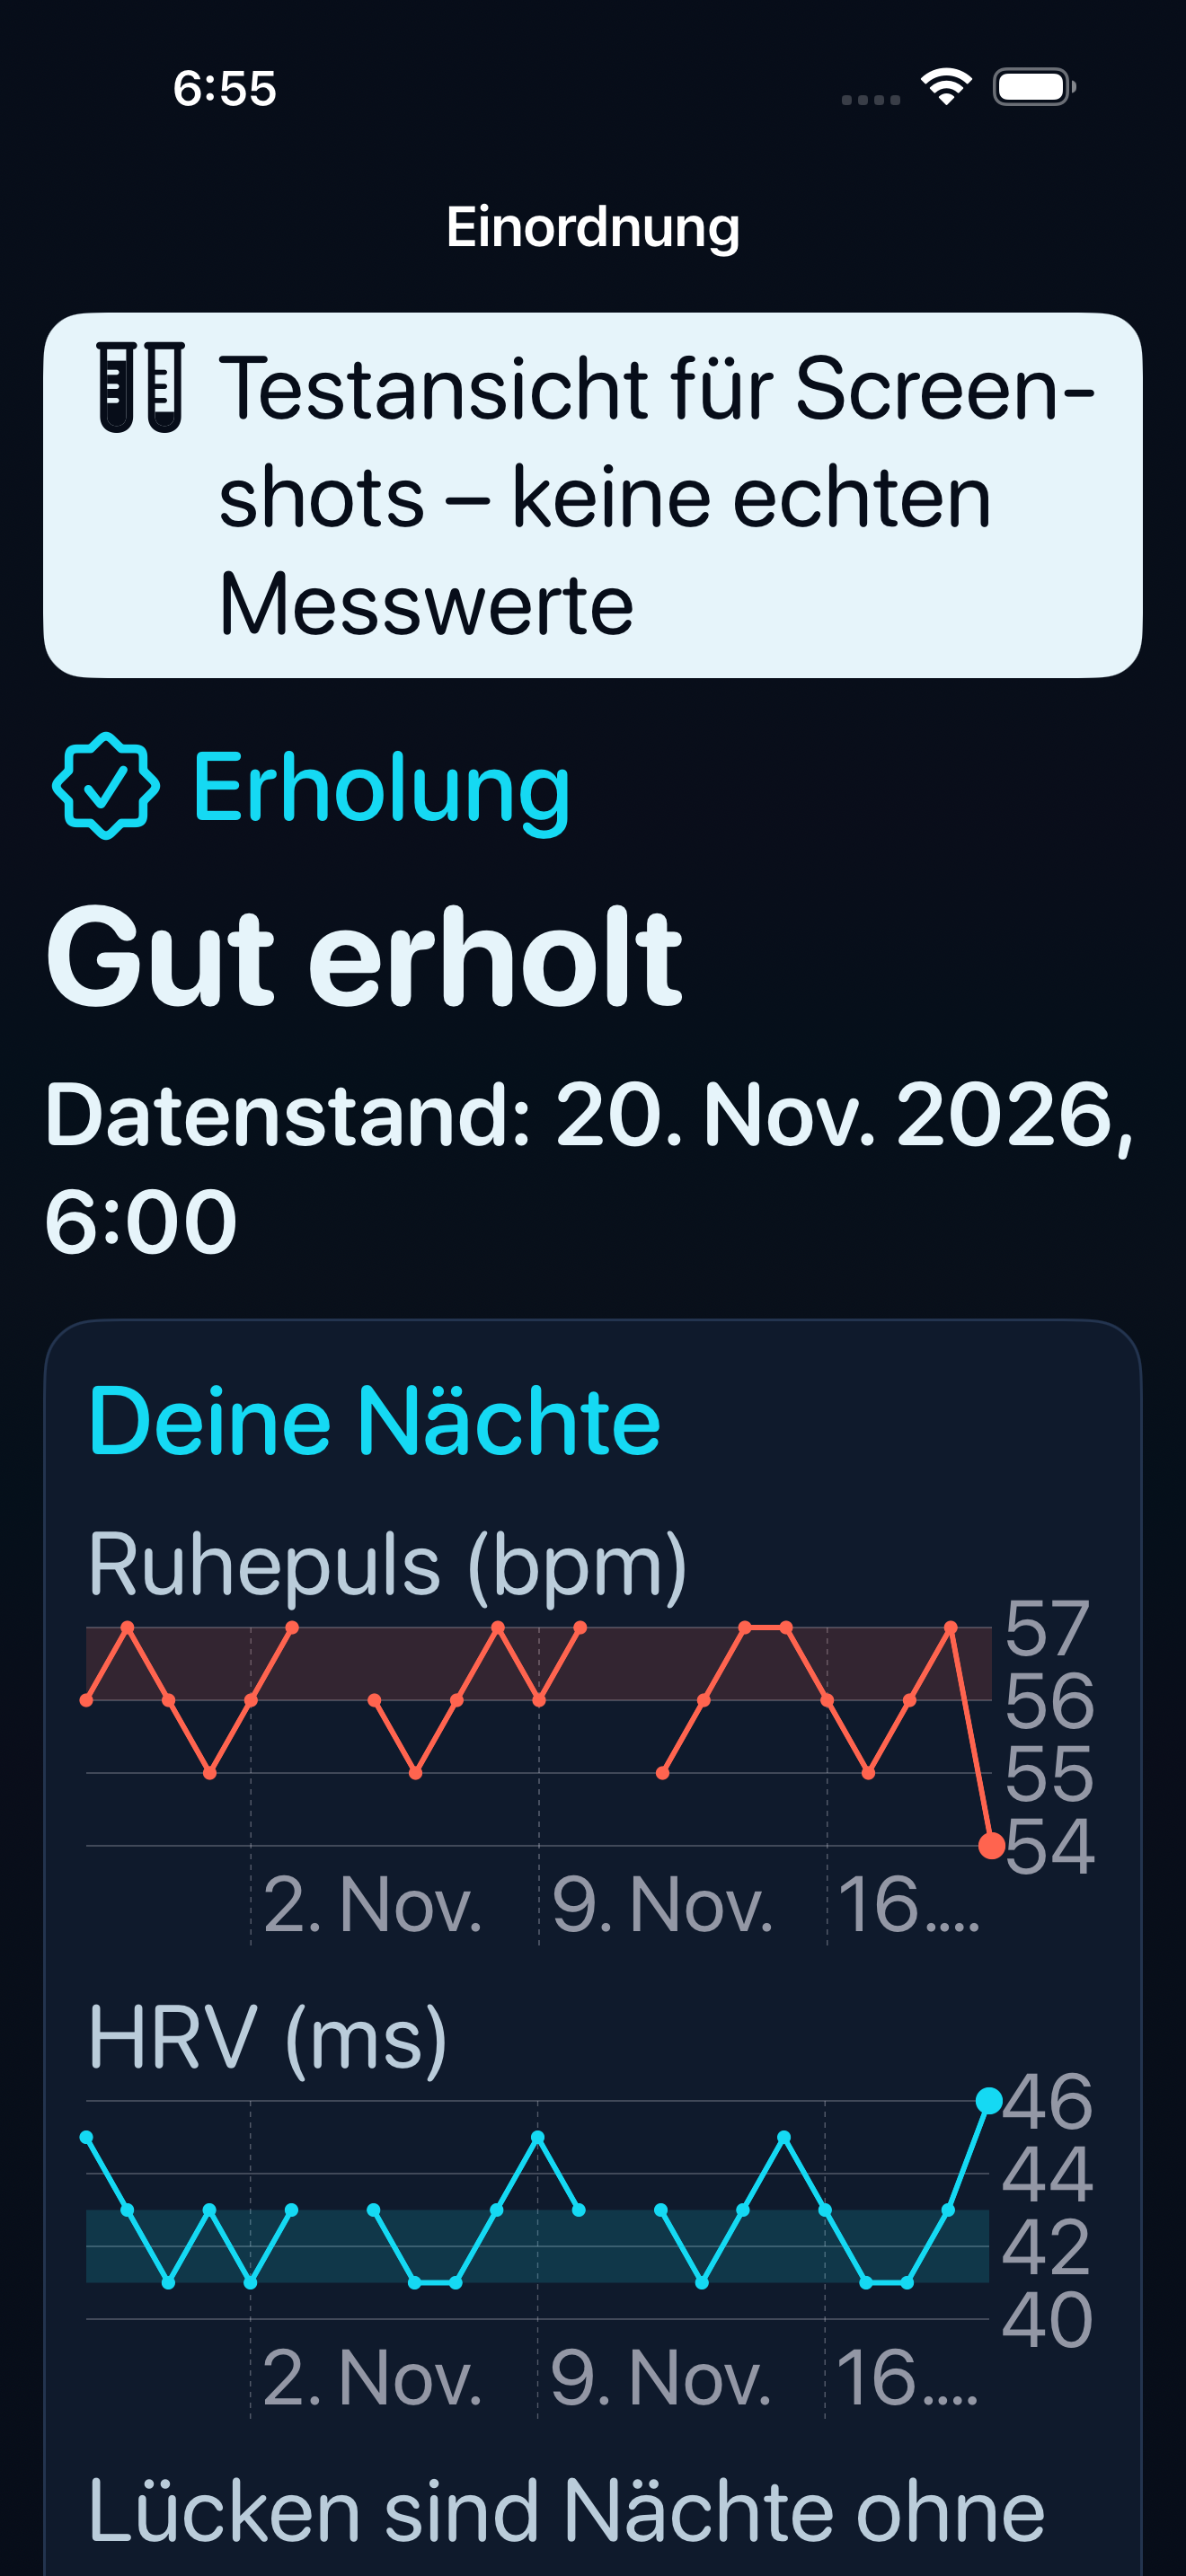 6:55
Einordnung
Testansicht für Screen-
shots – keine echten
Messwerte
Erholung
Gut erholt
Datenstand: 20. Nov. 2026,
6:00
Deine Nächte
Ruhepuls (bpm)
57
56
55
54
2. Nov.
9. Nov.
16....
HRV (ms)
46
44
42
40
2. Nov.
9. Nov.
16....
Lücken sind Nächte ohne